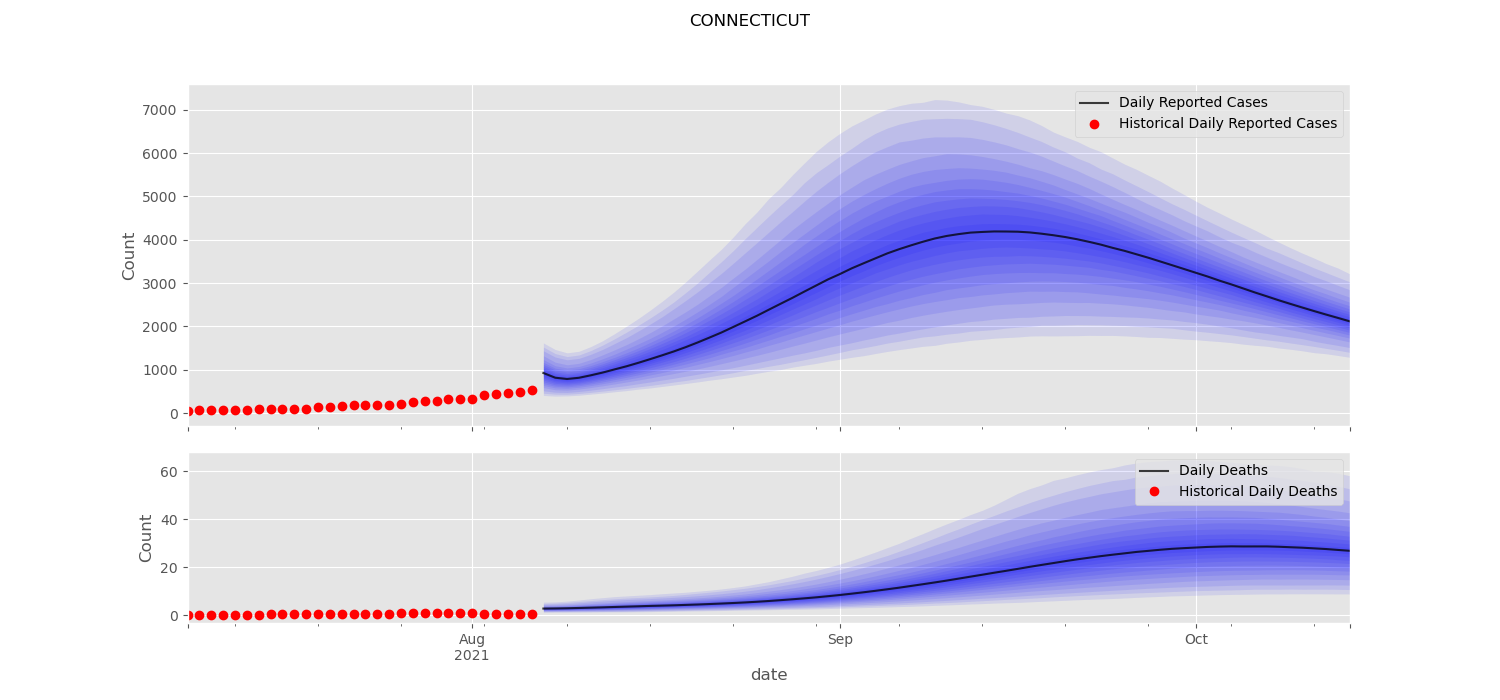 CONNECTICUT
7000
6000
5000
4000
3000
2000
1000
0
Count
Daily Reported Cases
Historical Daily Reported Cases
60
40
20
0
Count
Daily Deaths
Historical Daily Deaths
Aug
2021
Sep
Oct
date